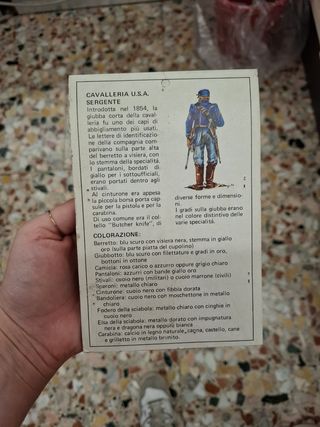 CAVALLERIA U.S.A.
SERGENTE
Introdotta nel 1854, la
giubba corta della caval-
leria fu uno dei capi di
abbigliamento più usati.
Le lettere di identificazio-
ne della compagnia com-
parivano sulla parte alta
del berretto a visiera, con
lo stemma della specialità.
I pantaloni, bordati di
giallo per i sottoufficiali,
erano portati dentro agli
stivali.
Al cinturone era appesa
la piccola borsa porta cap-
sule per la pistola e per la
carabina.
Di uso comune era il col-
tello "Butcher knife", di
diverse forme e dimensio-
ni.
I gradi sulla giubba erano
nel colore distintivo delle
varie specialità.
COLORAZIONE:
Berretto: blu scuro con visiera nera, stemma in giallo
oro (sulla parte piatta del cupolino)
Giubbotto: blu scuro con filettature e gradi in oro,
bottoni in ottone
Camicia: rosa carico o azzurro oppure grigio chiaro
Pantaloni: azzurri con bande giallo oro
Stivali: cuoio nero (militari) o cuoio marrone (civili)
Speroni: metallo chiaro
Cinturone: cuoio nero con fibbia dorata
Bandoliera: cuoio nero con moschettone in metallo
chiaro
Fodero della sciabola: metallo chiaro con cinghie in
cuoio nero
Elsa della sciabola: metallo dorato con impugnatura
nera e dragona nera oppure bianca
Carabina: calcio in legno naturale, cagna, castello, cane
e grilletto in metallo brunito.